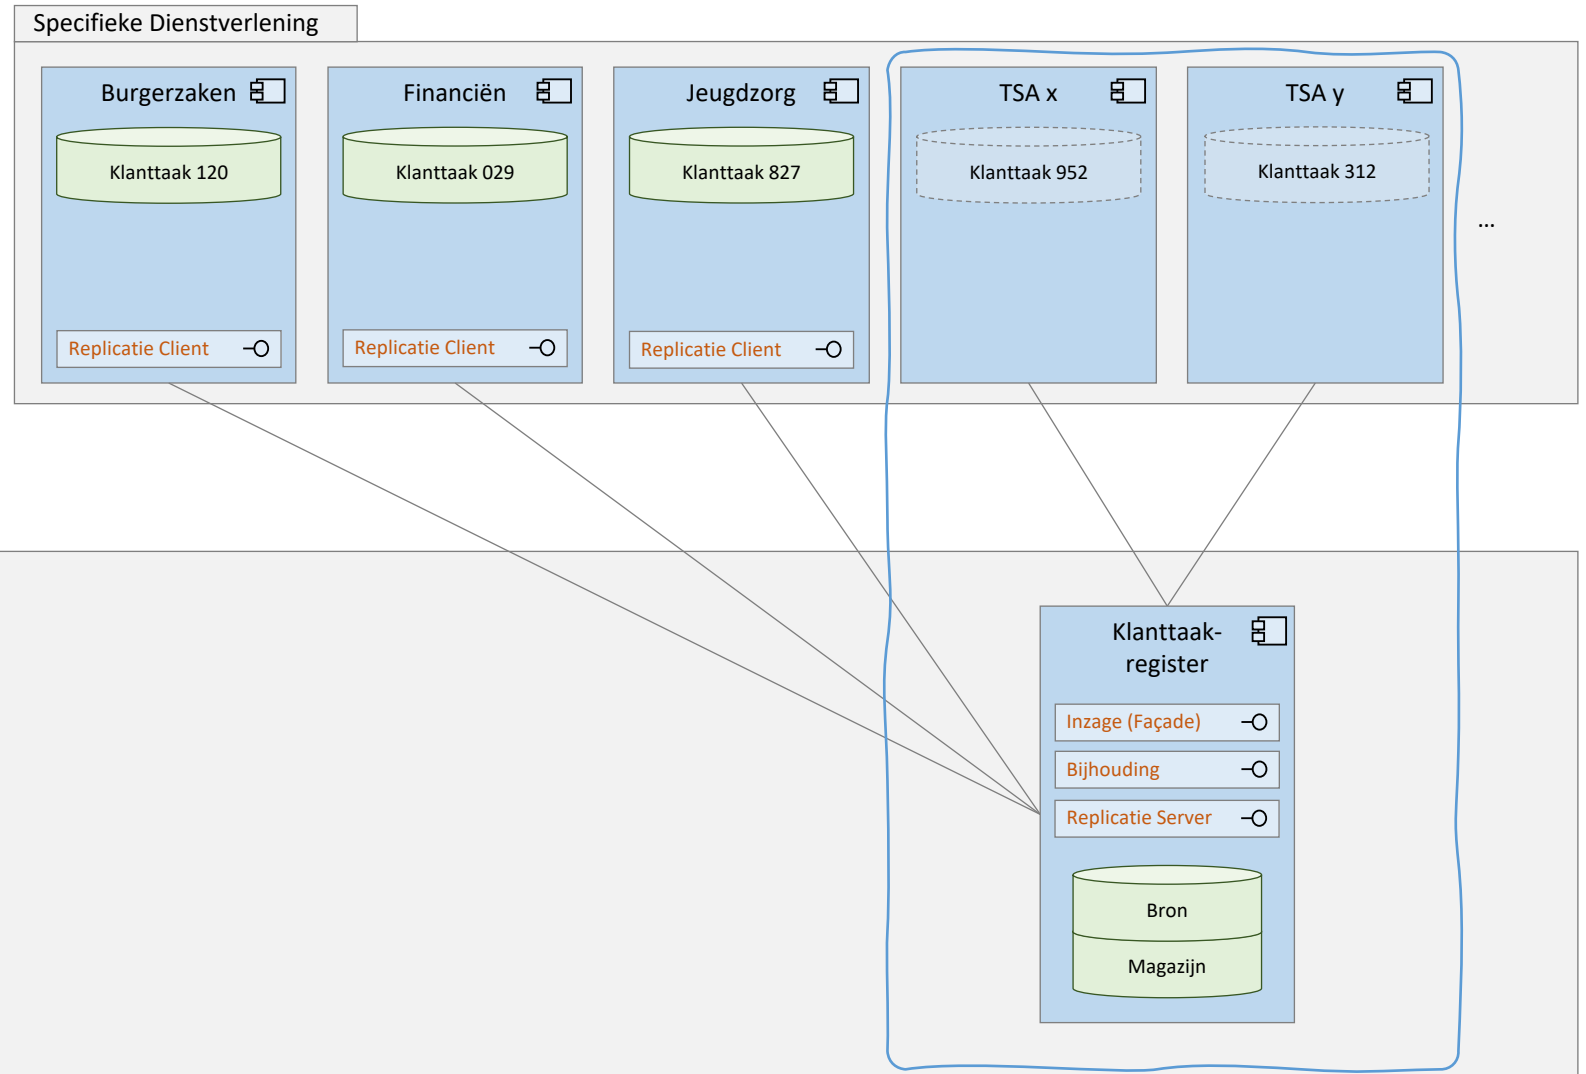 Specifieke Dienstverlening
Burgerzaken
Klanttaak 120
Replicatie Client
Financiën
Klanttaak 029
Replicatie Client
Jeugdzorg
Klanttaak 827
Replicatie Client
TSA x
Klanttaak 952
TSA y
Klanttaak 312
...
Klanttaak-
register
Inzage (Façade)
Bijhouding
Replicatie Server
Bron
Magazijn